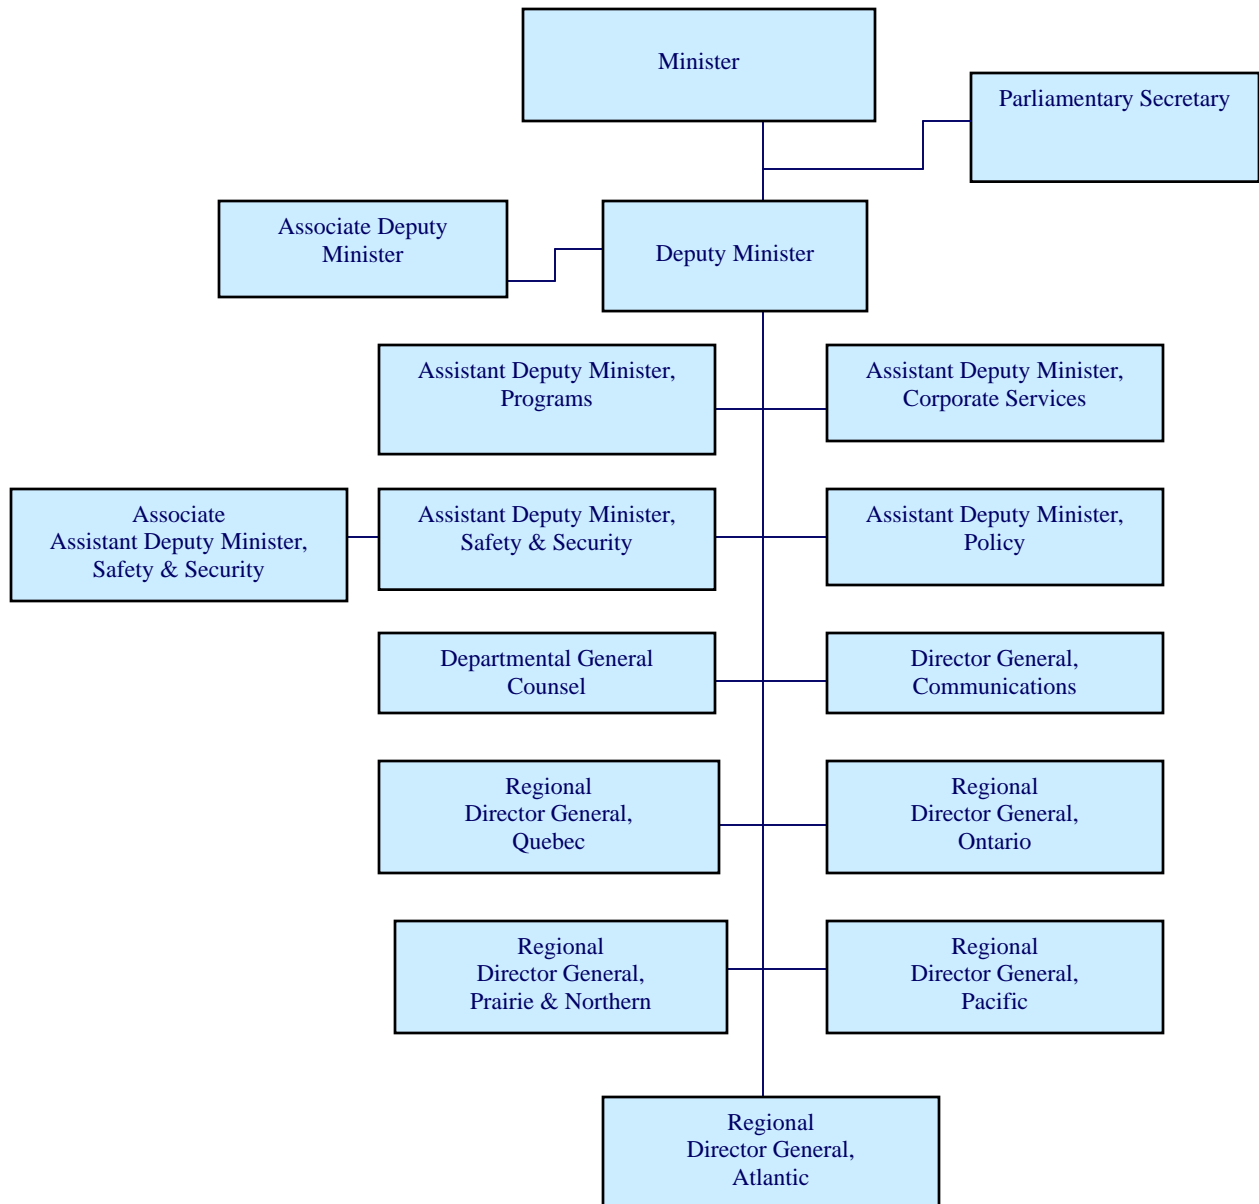 Minister
Parliamentary Secretary
Associate Deputy
Minister
Deputy Minister
Assistant Deputy Minister,
Programs
Assistant Deputy Minister,
Corporate Services
Associate
Assistant Deputy Minister,
Safety & Security
Assistant Deputy Minister,
Safety & Security
Assistant Deputy Minister,
Policy
Departmental General
Counsel
Director General,
Communications
Regional
Director General,
Quebec
Regional
Director General,
Ontario
Regional
Director General,
Prairie & Northern
Regional
Director General,
Pacific
Regional
Director General,
Atlantic